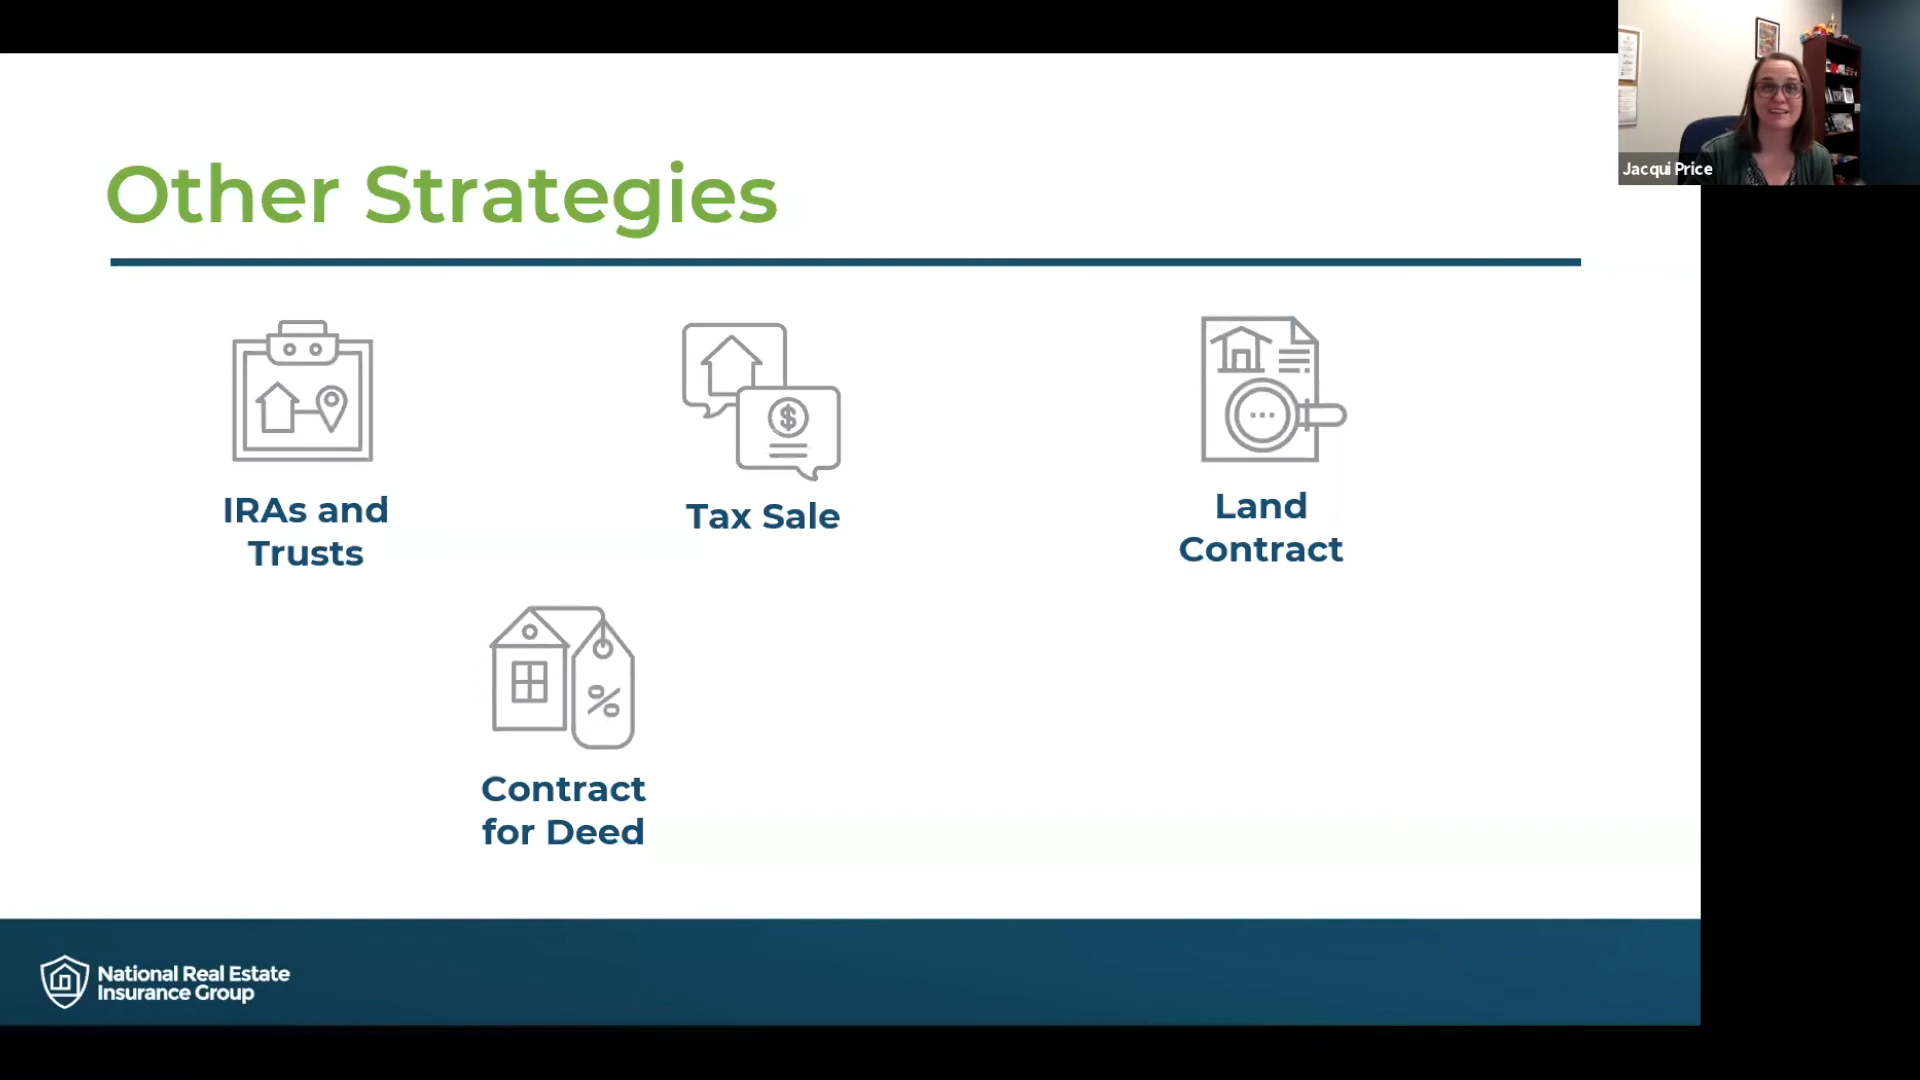 Jacqui Price
Other Strategies
IRAs and
Trusts
$
Tax Sale
Land
Contract
%
Contract
for Deed
National Real Estate
Insurance Group